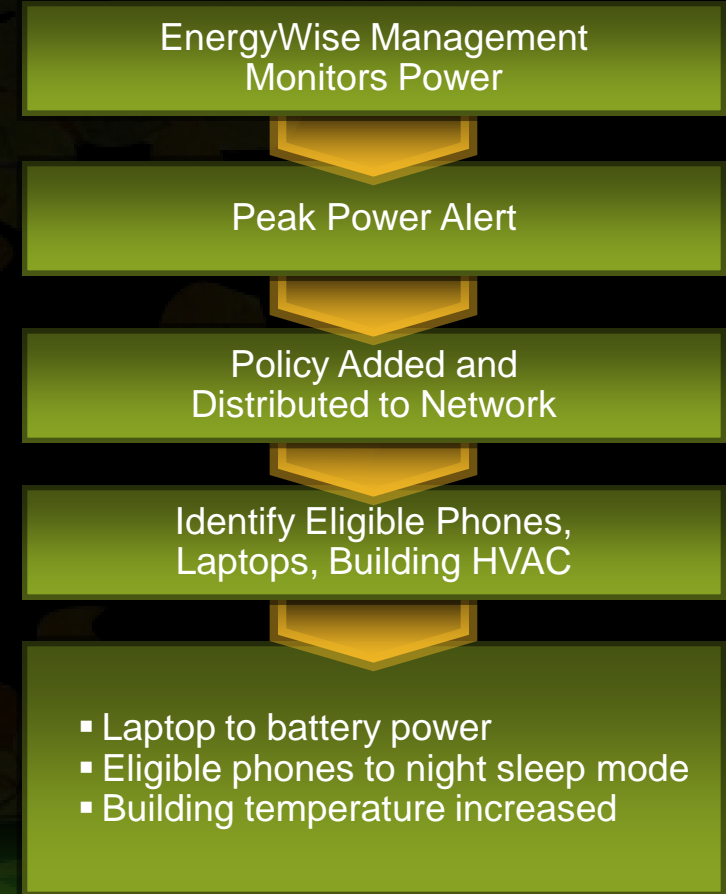 EnergyWise Management
Monitors Power
Peak Power Alert
Policy Added and
Distributed to Network
Identify Eligible Phones,
Laptops, Building HVAC
▪ Laptop to battery power
▪ Eligible phones to night sleep mode
▪ Building temperature increased